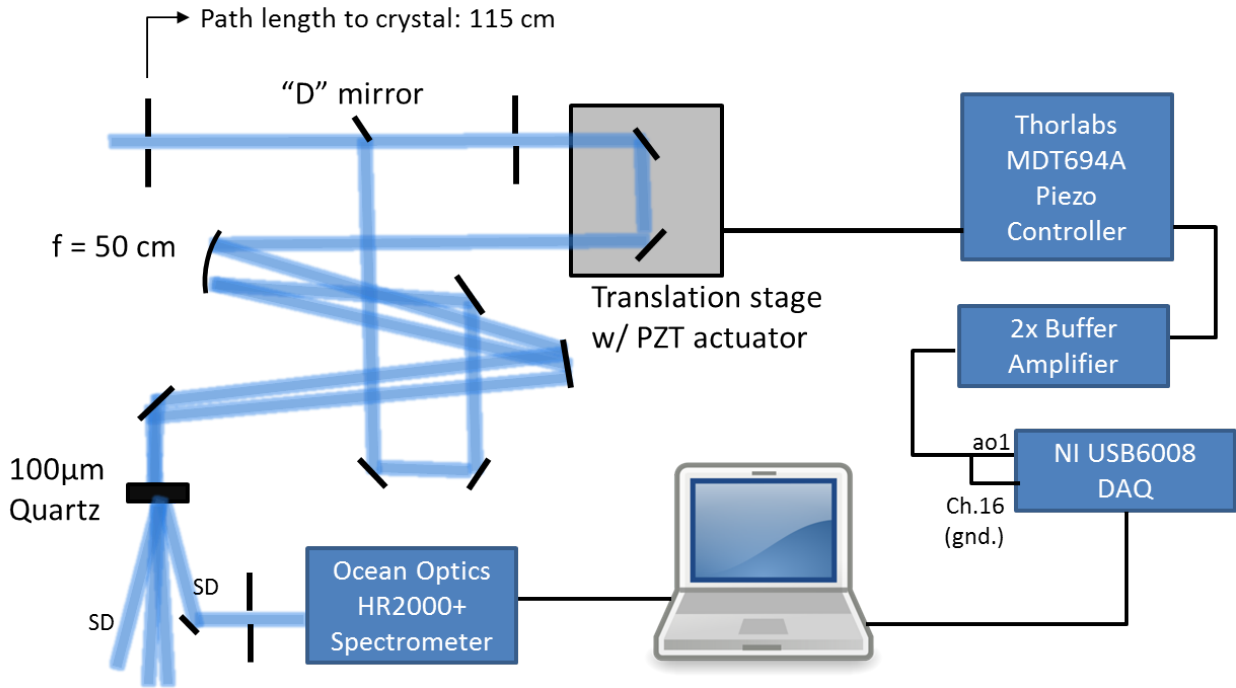 Path length to crystal: 115 cm
“D” mirror
Thorlabs
MDT694A
Piezo
Controller
f = 50 cm
Translation stage
w/ PZT actuator
2x Buffer
Amplifier
ao1
NI USB6008
DAQ
Ch.16
(gnd.)
100μm
Quartz
SD
SD
Ocean Optics
HR2000+
Spectrometer